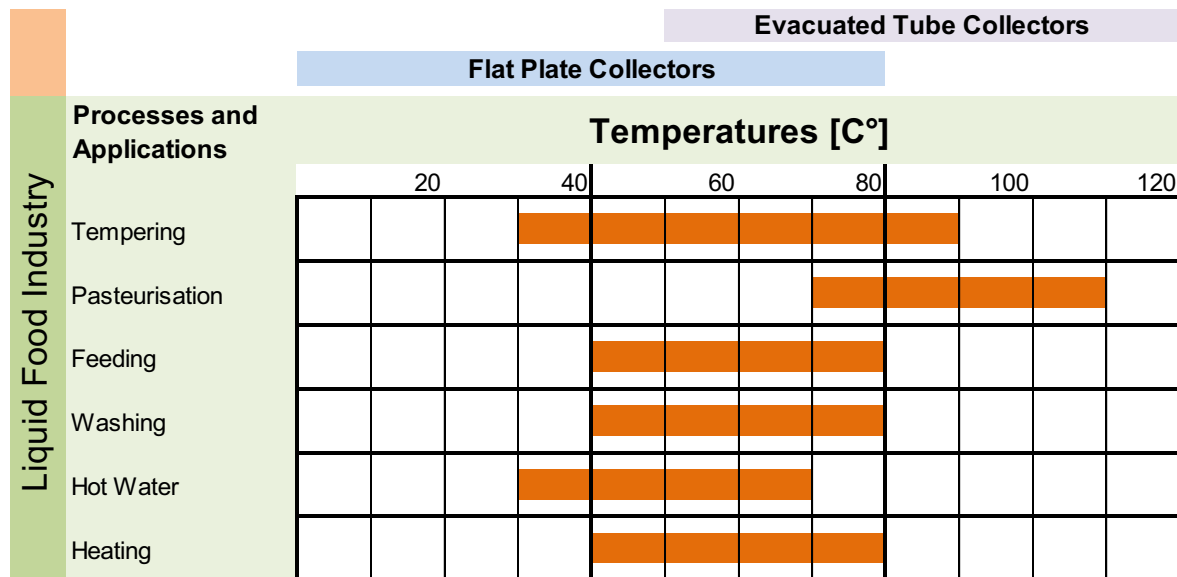 Evacuated Tube Collectors
Flat Plate Collectors
Processes and
Applications
Temperatures [C°]
20 40 60 80 100 120
Liquid Food Industry
Tempering
Pasteurisation
Feeding
Washing
Hot Water
Heating